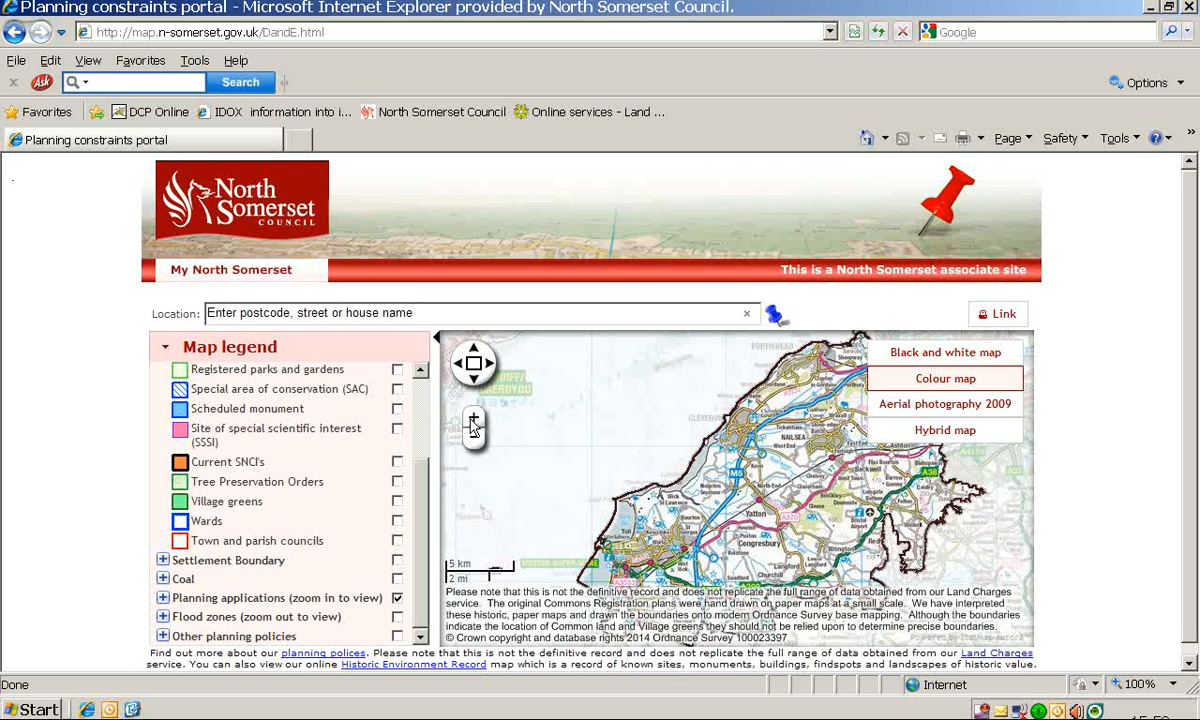 Planning constraints portal - Microsoft Internet Explorer provided by North Somerset Council.
http://map.n-somerset.gov.uk/DandE.html
Google
File Edit View Favorites Tools Help
Ask Search Options
Favorites DCP Online IDOX information into i... North Somerset Council Online services - Land ...
Planning constraints portal Page Safety Tools
North Somerset COUNCIL
My North Somerset This is a North Somerset associate site
Location: Enter postcode, street or house name Link
Map legend
Registered parks and gardens
Special area of conservation (SAC)
Scheduled monument
Site of special scientific interest
(SSSI)
Current SNCI's
Tree Preservation Orders
Village greens
Wards
Town and parish councils
Settlement Boundary
Coal
Planning applications (zoom in to view)
Flood zones (zoom out to view)
Other planning policies
Black and white map
Colour map
Aerial photography 2009
Hybrid map
PORTISHEAD
CLEVEDON
NAILSEA
Backwell
M5
A38
Yatton
A370
Congresbury
Churchill
Langford
5 km
2 mi
Please note that this is not the definitive record and does not replicate the full range of data obtained from our Land Charges
service. The original Commons Registration plans were hand drawn on paper maps at a small scale. We have interpreted
these historic, paper maps and drawn the boundaries onto modern Ordnance Survey base mapping. Although the boundaries
indicate the location of Common land and Village greens they should not be relied upon to determine precise boundaries.
© Crown copyright and database rights 2014 Ordnance Survey 100023397
Powered by StatMap Aurora
Find out more about our planning polices. Please note that this is not the definitive record and does not replicate the full range of data obtained from our Land Charges
service. You can also view our online Historic Environment Record map which is a record of known sites, monuments, buildings, findspots and landscapes of historic value.
Done Internet 100%
Start